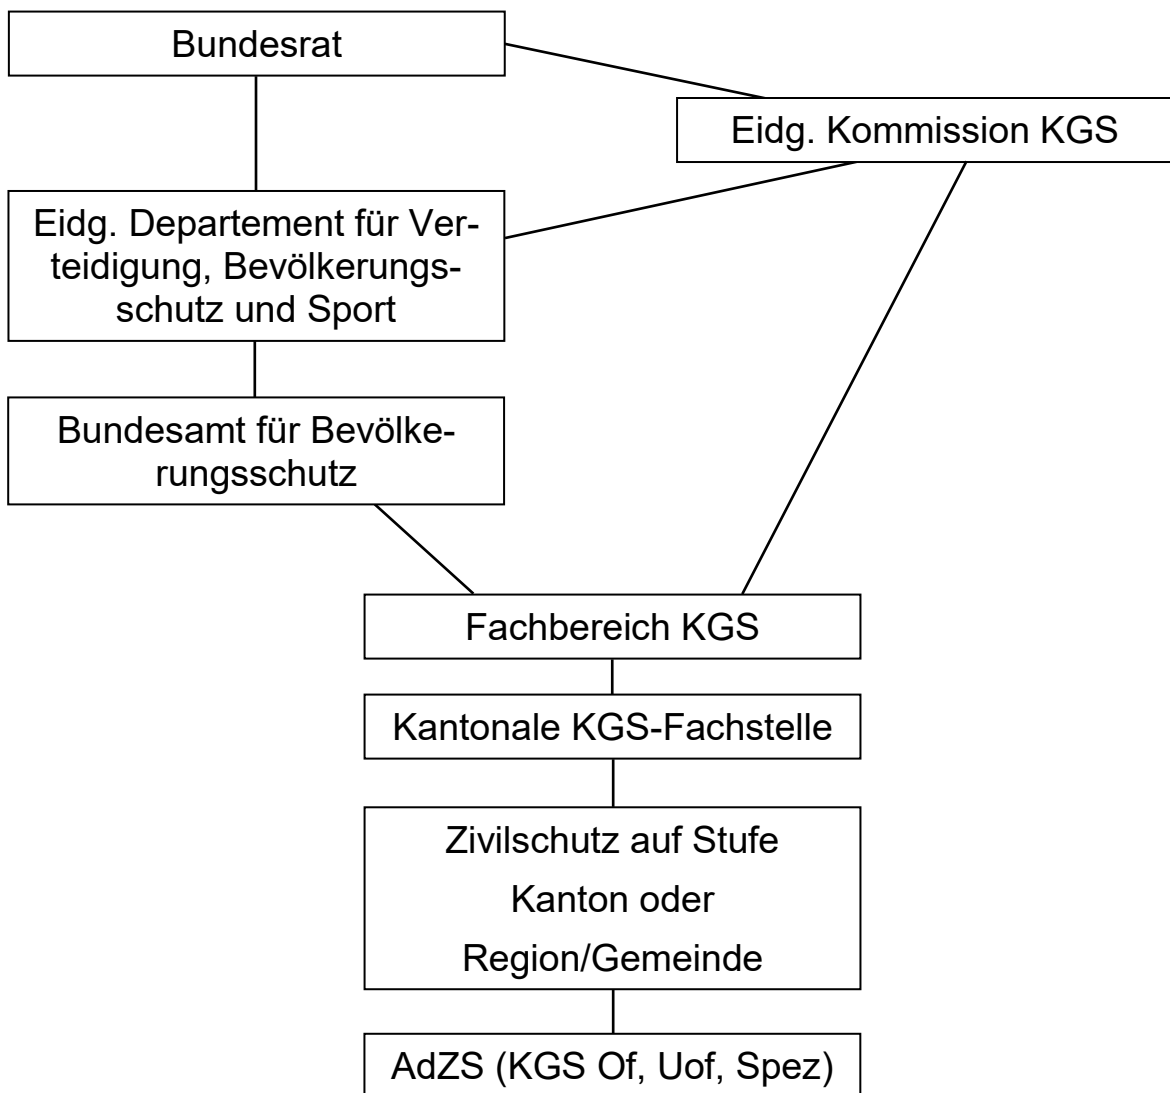 Bundesrat
Eidg. Kommission KGS
Eidg. Departement für Ver-
teidigung, Bevölkerungs-
schutz und Sport
Bundesamt für Bevölke-
rungsschutz
Fachbereich KGS
Kantonale KGS-Fachstelle
Zivilschutz auf Stufe
Kanton oder
Region/Gemeinde
AdZS (KGS Of, Uof, Spez)